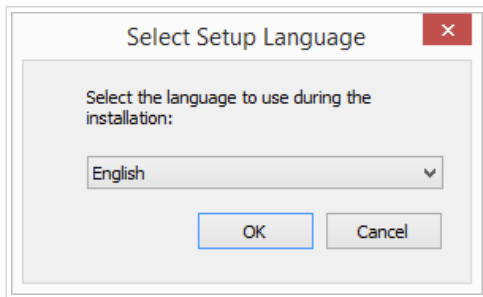 Select Setup Language
Select the language to use during the
installation:
English
OK
Cancel